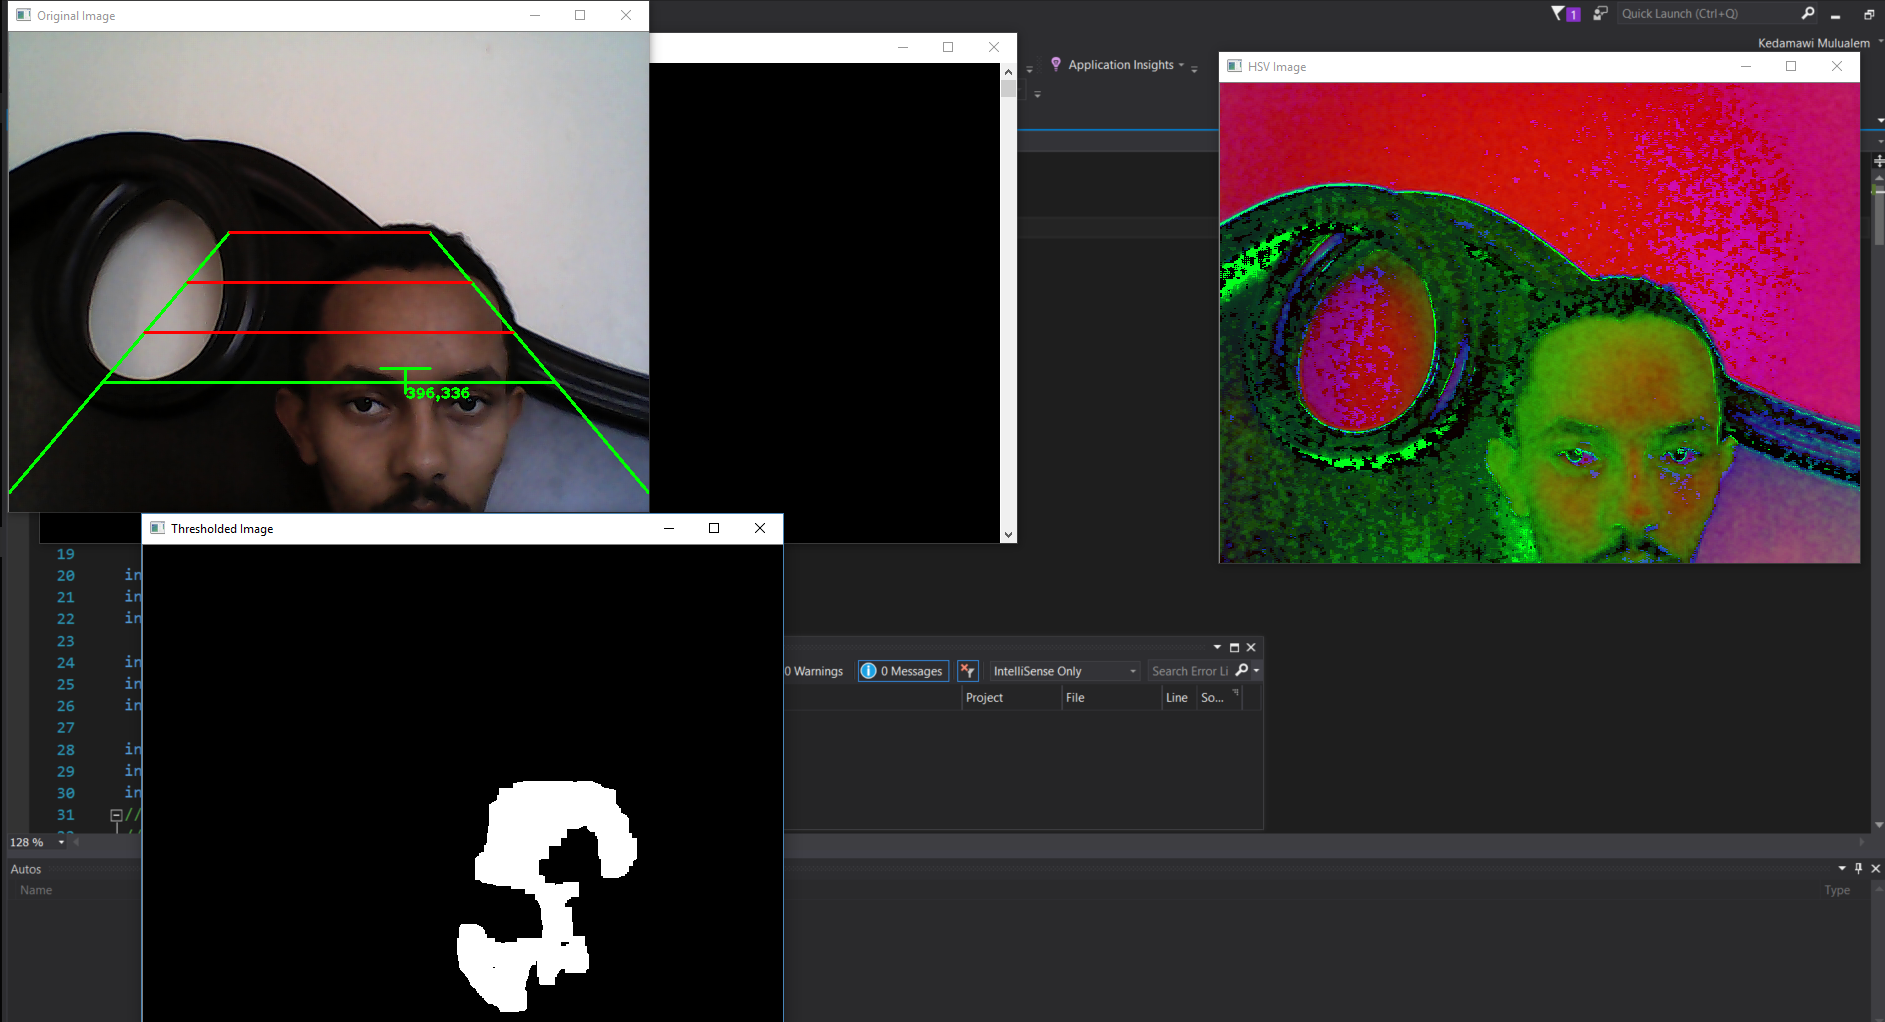 Original Image
1
Quick Launch (Ctrl+Q)
Kedamawi Mulualem
Application Insights
HSV Image
396,336
Thresholded Image
19
20 in
21 in
22 in
23
24 in
25 in
26 in
27
28 in
29 in
30 in
31 //
0 Warnings
0 Messages
IntelliSense Only
Search Error Li
Project
File
Line
So...
128 %
Autos
Name
Type